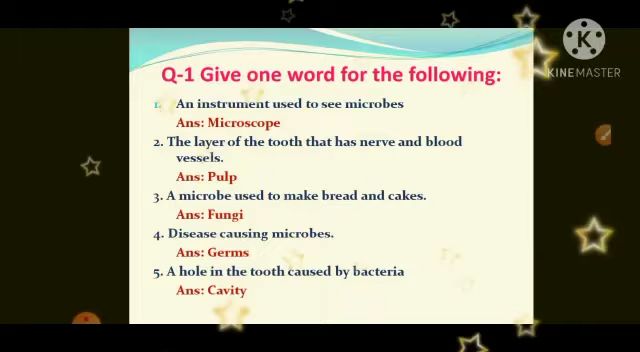 Q-1 Give one word for the following:
1. An instrument used to see microbes
Ans: Microscope
2. The layer of the tooth that has nerve and blood
vessels.
Ans: Pulp
3. A microbe used to make bread and cakes.
Ans: Fungi
4. Disease causing microbes.
Ans: Germs
5. A hole in the tooth caused by bacteria
Ans: Cavity
K
KINEMASTER